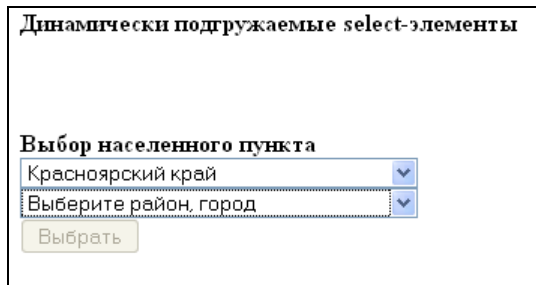 Динамически подгружаемые select-элементы
Выбор населенного пункта
Красноярский край
Выберите район, город
Выбрать